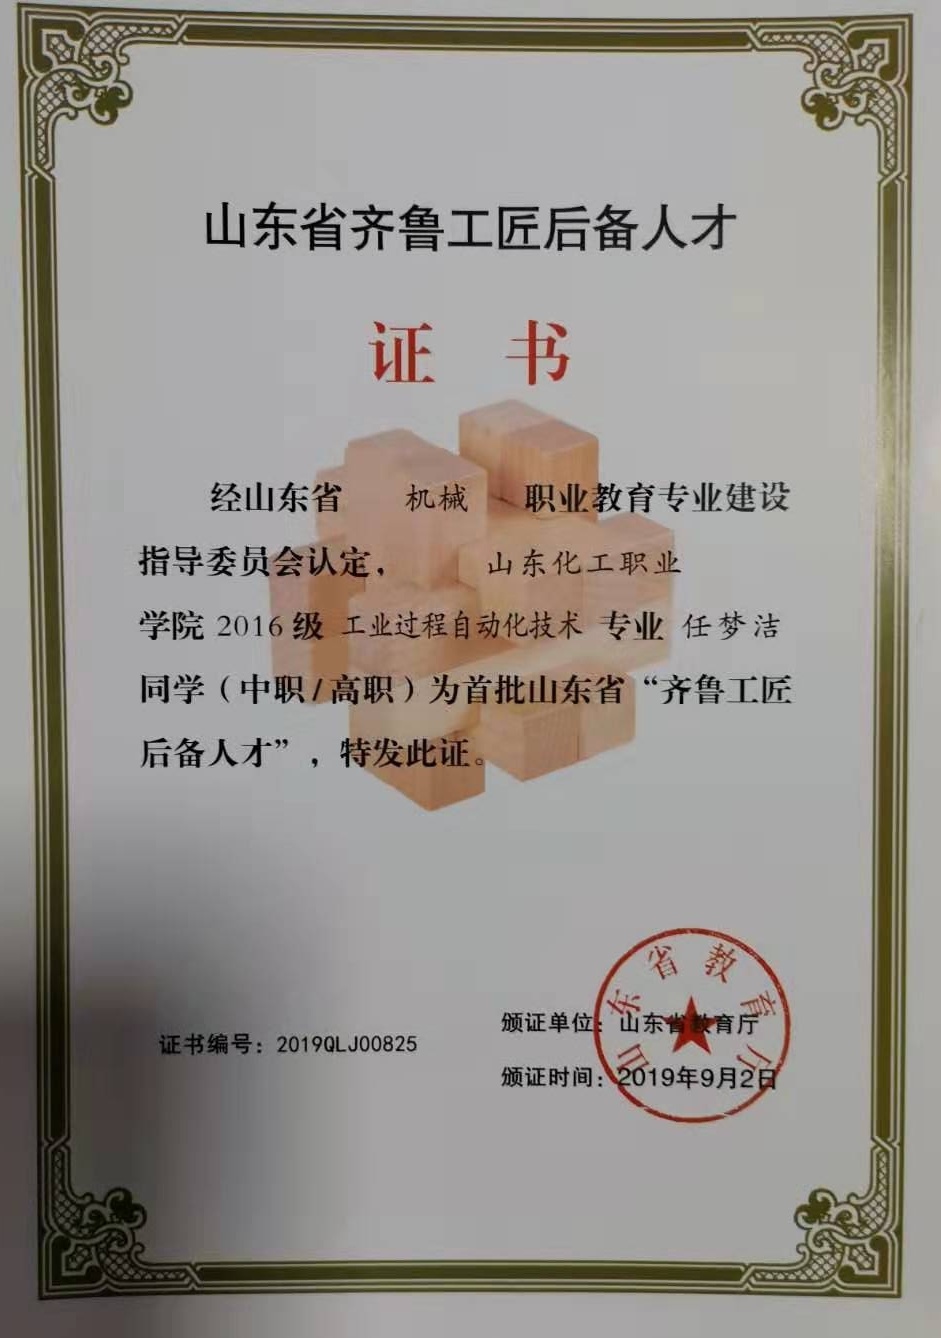 山东省齐鲁工匠后备人才
证 书
经山东省 机械 职业教育专业建设
指导委员会认定, 山东化工职业
学院 2016 级 工业过程自动化技术 专业 任梦洁
同学（中职/高职）为首批山东省“齐鲁工匠
后备人才”，特发此证。
证书编号：2019QLJ00825
颁证单位：山东省教育厅
颁证时间：2019年9月2日
山东省教育厅